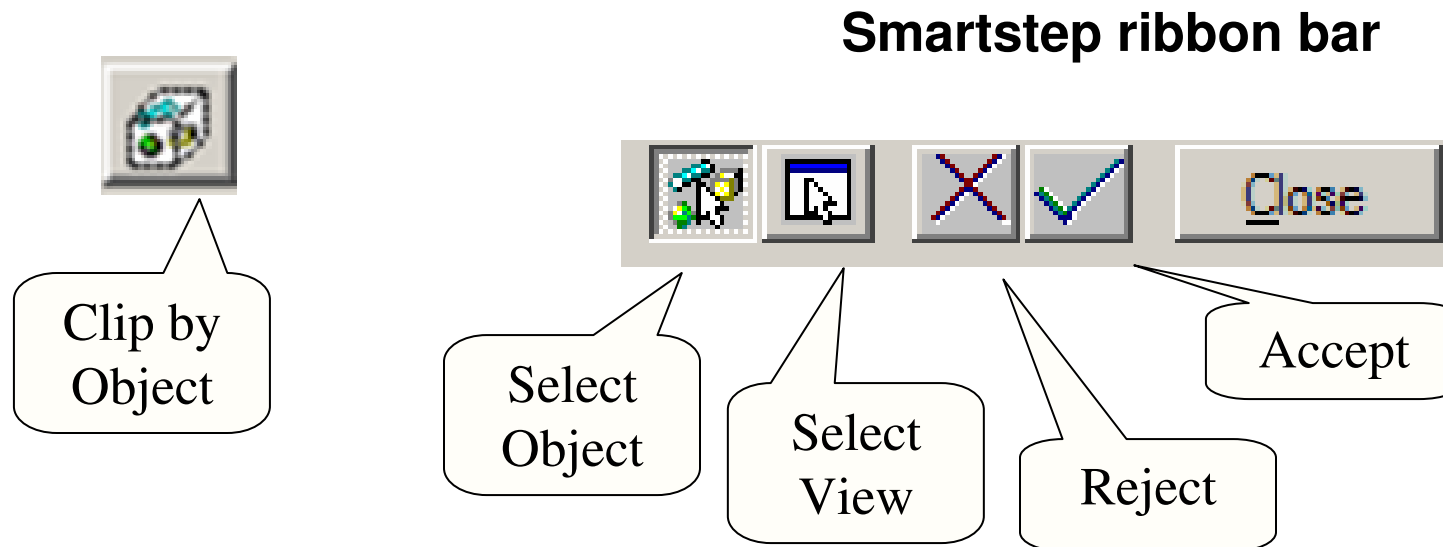 Smartstep ribbon bar
Close
Clip by
Object
Select
Object
Select
View
Reject
Accept